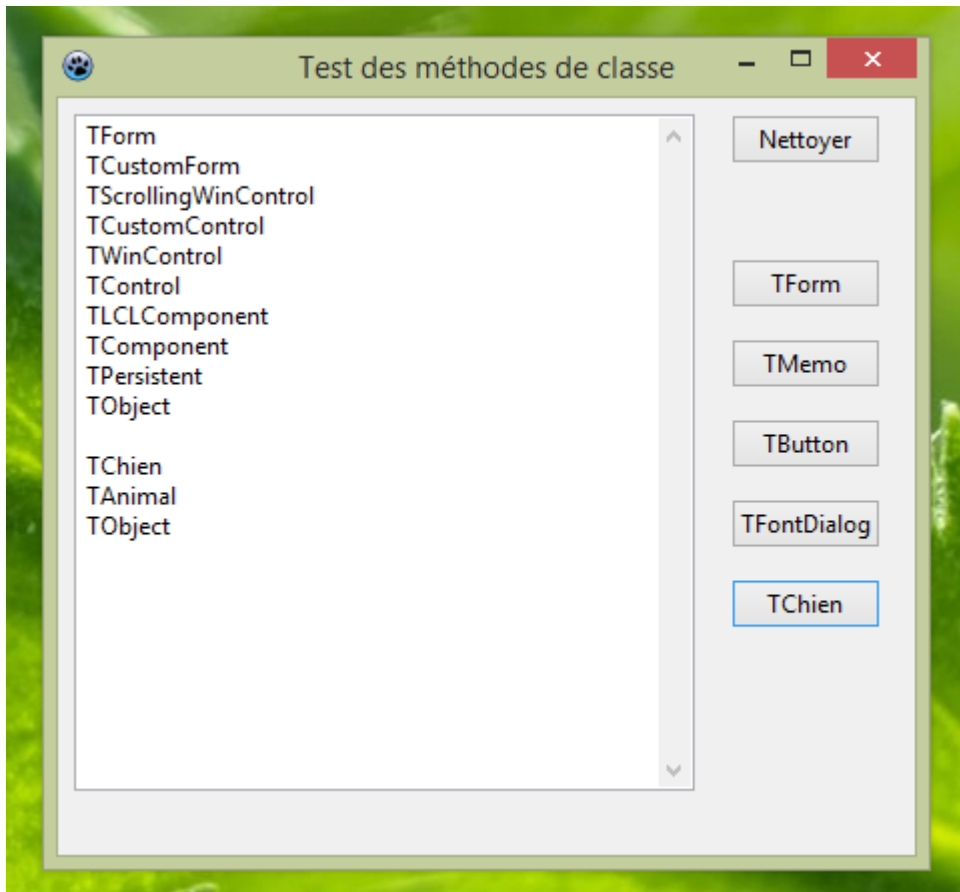 Test des méthodes de classe
TForm
TCustomForm
TScrollingWinControl
TCustomControl
TWinControl
TControl
TLCLComponent
TComponent
TPersistent
TObject
TChien
TAnimal
TObject
Nettoyer
TForm
TMemo
TButton
TFontDialog
TChien